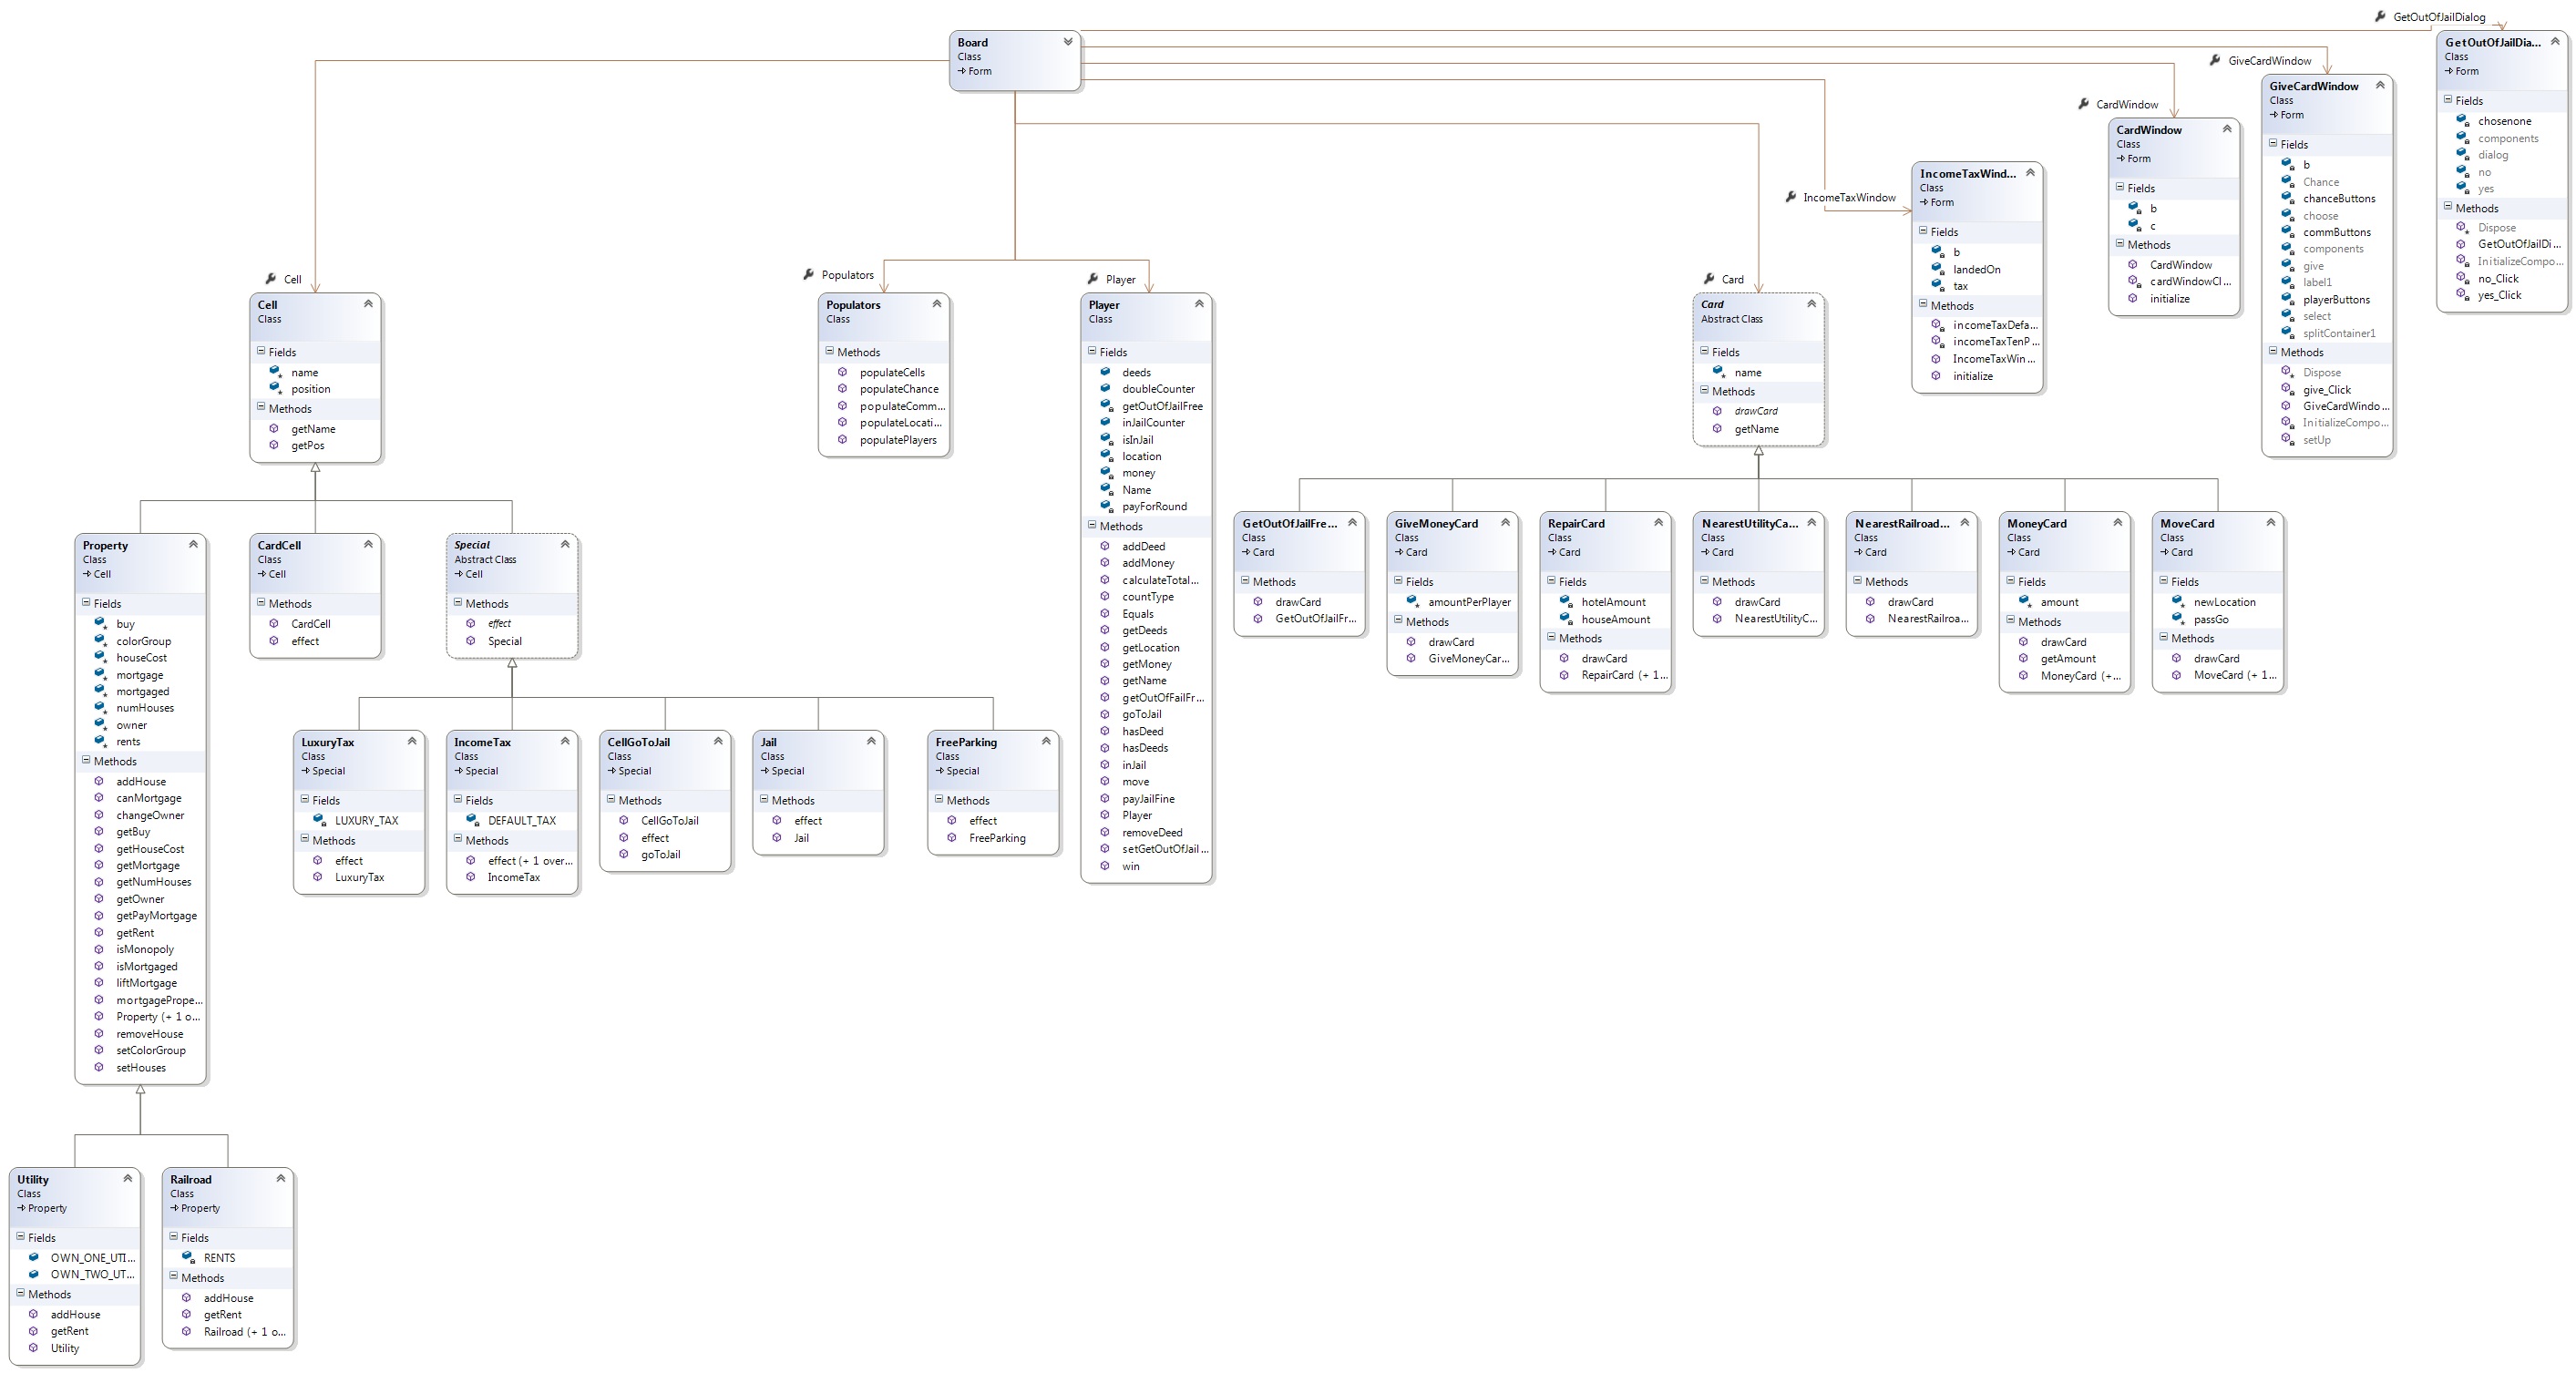 GetOutOfJailDialog
Board
Class
Form
GetOutOfJailDia...
Class
Form
Fields
chosenone
components
dialog
no
yes
Methods
Dispose
GetOutOfJailDi...
InitializeCompo...
no_Click
yes_Click
GiveCardWindow
GiveCardWindow
Class
Form
Fields
b
Chance
chanceButtons
choose
commButtons
components
give
label1
playerButtons
select
splitContainer1
Methods
Dispose
give_Click
GiveCardWindo...
InitializeCompo...
setUp
CardWindow
CardWindow
Class
Form
Fields
b
c
Methods
CardWindow
cardWindowCl...
initialize
IncomeTaxWindow
IncomeTaxWind...
Class
Form
Fields
b
landedOn
tax
Methods
incomeTaxDefa...
incomeTaxTenP...
IncomeTaxWin...
initialize
Cell
Cell
Class
Fields
name
position
Methods
getName
getPos
Populators
Populators
Class
Methods
populateCells
populateChance
populateComm...
populateLocati...
populatePlayers
Player
Player
Class
Fields
deeds
doubleCounter
getOutOfJailFree
inJailCounter
isInJail
location
money
Name
payForRound
Methods
addDeed
addMoney
calculateTotal...
countType
Equals
getDeeds
getLocation
getMoney
getName
getOutOfFailFr...
goToJail
hasDeed
hasDeeds
inJail
move
payJailFine
Player
removeDeed
setGetOutOfJail...
win
Card
Card
Abstract Class
Fields
name
Methods
drawCard
getName
Property
Class
Cell
Fields
buy
colorGroup
houseCost
mortgage
mortgaged
numHouses
owner
rents
Methods
addHouse
canMortgage
changeOwner
getBuy
getHouseCost
getMortgage
getNumHouses
getOwner
getPayMortgage
getRent
isMonopoly
isMortgaged
liftMortgage
mortgagePrope...
Property (+ 1 o...
removeHouse
setColorGroup
setHouses
CardCell
Class
Cell
Methods
CardCell
effect
Special
Abstract Class
Cell
Methods
effect
Special
GetOutOfJailFre...
Class
Card
Methods
drawCard
GetOutOfJailFr...
GiveMoneyCard
Class
Card
Fields
amountPerPlayer
Methods
drawCard
GiveMoneyCar...
RepairCard
Class
Card
Fields
hotelAmount
houseAmount
Methods
drawCard
RepairCard (+ 1...
NearestUtilityCa...
Class
Card
Methods
drawCard
NearestUtilityC...
NearestRailroad...
Class
Card
Methods
drawCard
NearestRailroa...
MoneyCard
Class
Card
Fields
amount
Methods
drawCard
getAmount
MoneyCard (+...
MoveCard
Class
Card
Fields
newLocation
passGo
Methods
drawCard
MoveCard (+ 1...
LuxuryTax
Class
Special
Fields
LUXURY_TAX
Methods
effect
LuxuryTax
IncomeTax
Class
Special
Fields
DEFAULT_TAX
Methods
effect (+ 1 over...
IncomeTax
CellGoToJail
Class
Special
Methods
CellGoToJail
effect
goToJail
Jail
Class
Special
Methods
effect
Jail
FreeParking
Class
Special
Methods
effect
FreeParking
Utility
Class
Property
Fields
OWN_ONE_UTI...
OWN_TWO_UT...
Methods
addHouse
getRent
Utility
Railroad
Class
Property
Fields
RENTS
Methods
addHouse
getRent
Railroad (+ 1 o...